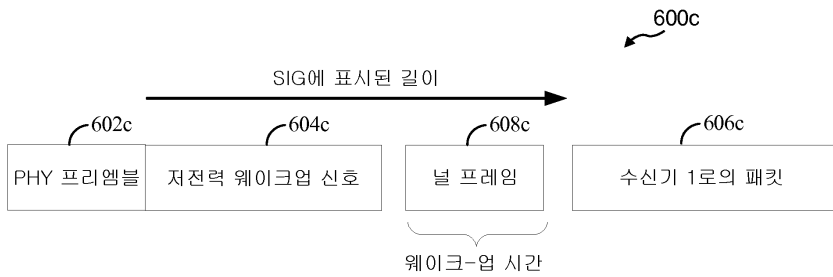 600c
SIG에 표시된 길이
602c
604c
608c
606c
PHY 프리엠블
저전력 웨이크업 신호
널 프레임
수신기 1로의 패킷
웨이크-업 시간